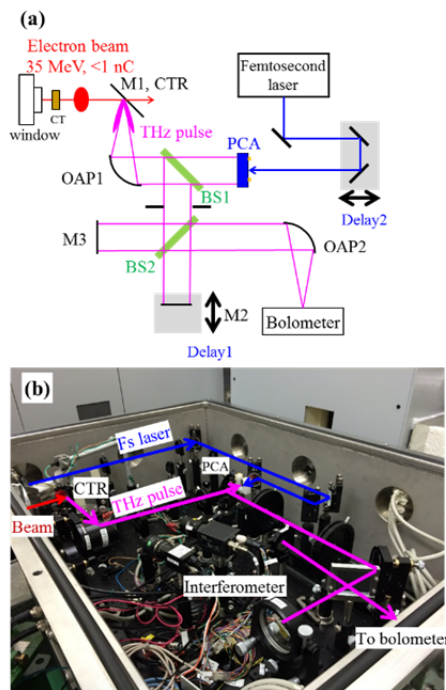 (a)
Electron beam
35 MeV, <1 nC
M1, CTR
CT
window
THz pulse
Femtosecond
laser
PCA
OAP1
BS1
Delay2
M3
BS2
OAP2
M2
Bolometer
Delay1
(b)
Fs laser
PCA
CTR
THz pulse
Beam
Interferometer
To bolometer